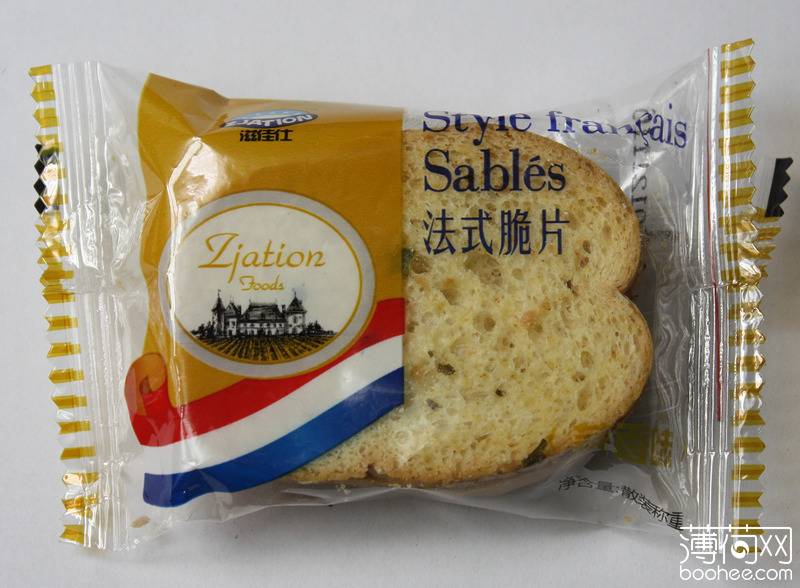 ZJATION
滋佳仕
Zjation
Foods
Style français
Sablés
法式脆片
净含量:散装称重
薄荷网
boohee.com